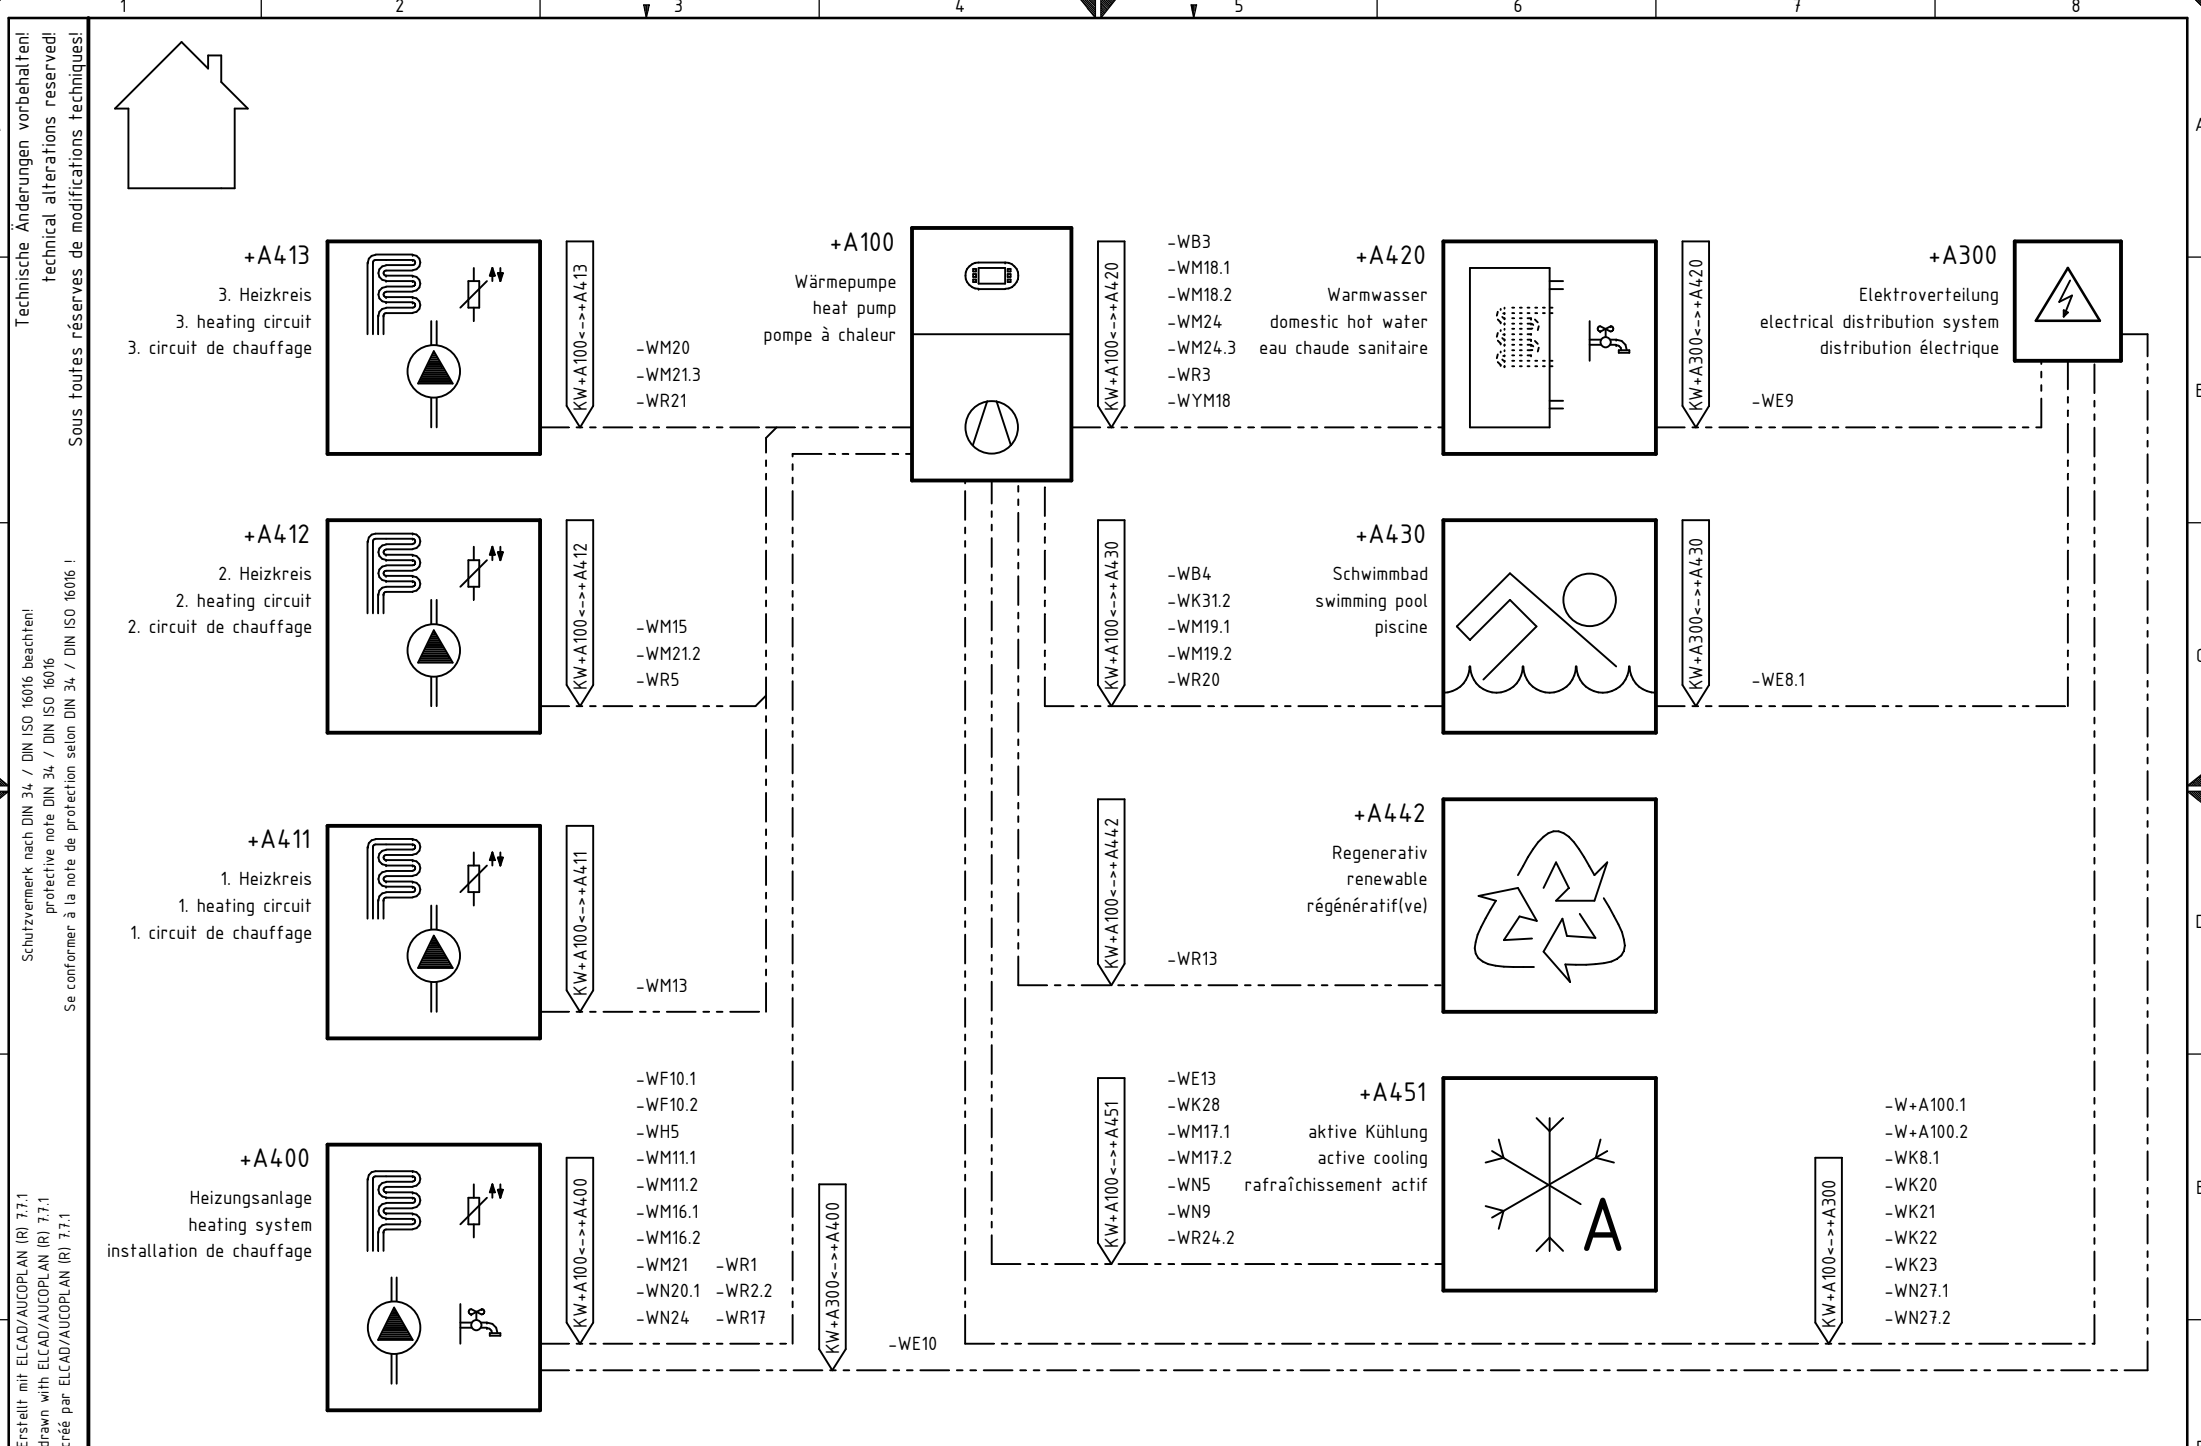 1 2 3 4 5 6 7 8
Technische Änderungen vorbehalten!
technical alterations reserved!
Sous toutes réserves de modifications techniques!
Schutzvermerk nach DIN 34 / DIN ISO 16016 beachten!
protective note DIN 34 / DIN ISO 16016
Se conformer à la note de protection selon DIN 34 / DIN ISO 16016 !
Erstellt mit ELCAD/AUCOPLAN (R) 7.7.1
drawn with ELCAD/AUCOPLAN (R) 7.7.1
créé par ELCAD/AUCOPLAN (R) 7.7.1
+A413
3. Heizkreis
3. heating circuit
3. circuit de chauffage
KW+A100<-->+A413
-WM20
-WM21.3
-WR21
+A412
2. Heizkreis
2. heating circuit
2. circuit de chauffage
KW+A100<-->+A412
-WM15
-WM21.2
-WR5
+A411
1. Heizkreis
1. heating circuit
1. circuit de chauffage
KW+A100<-->+A411
-WM13
+A400
Heizungsanlage
heating system
installation de chauffage
KW+A100<-->+A400
-WF10.1
-WF10.2
-WH5
-WM11.1
-WM11.2
-WM16.1
-WM16.2
-WM21 -WR1
-WN20.1 -WR2.2
-WN24 -WR17
KW+A300<-->+A400
-WE10
+A100
Wärmepumpe
heat pump
pompe à chaleur
KW+A100<-->+A420
-WB3
-WM18.1
-WM18.2
-WM24
-WM24.3
-WR3
-WYM18
+A420
Warmwasser
domestic hot water
eau chaude sanitaire
KW+A300<-->+A420
-WE9
+A300
Elektroverteilung
electrical distribution system
distribution électrique
KW+A100<-->+A430
-WB4
-WK31.2
-WM19.1
-WM19.2
-WR20
+A430
Schwimmbad
swimming pool
piscine
KW+A300<-->+A430
-WE8.1
KW+A100<-->+A442
-WR13
+A442
Regenerativ
renewable
régénératif(ve)
KW+A100<-->+A451
-WE13
-WK28
-WM17.1
-WM17.2
-WN5
-WN9
-WR24.2
+A451
aktive Kühlung
active cooling
rafraîchissement actif
A
KW+A100<-->+A300
-W+A100.1
-W+A100.2
-WK8.1
-WK20
-WK21
-WK22
-WK23
-WN27.1
-WN27.2